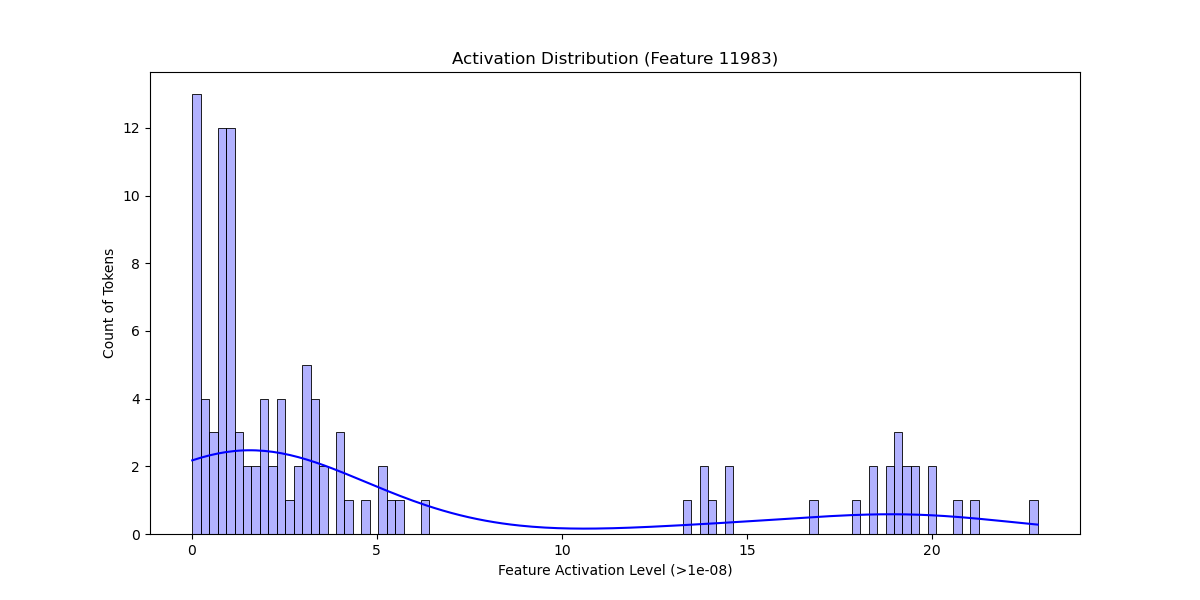 Activation Distribution (Feature 11983)
Count of Tokens
12
10
8
6
4
2
0
0 5 10 15 20
Feature Activation Level (>1e-08)